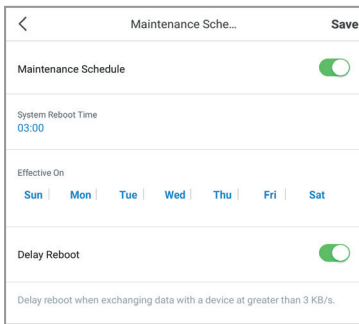 Maintenance Sche... Save
Maintenance Schedule
System Reboot Time
03:00
Effective On
Sun Mon Tue Wed Thu Fri Sat
Delay Reboot
Delay reboot when exchanging data with a device at greater than 3 KB/s.